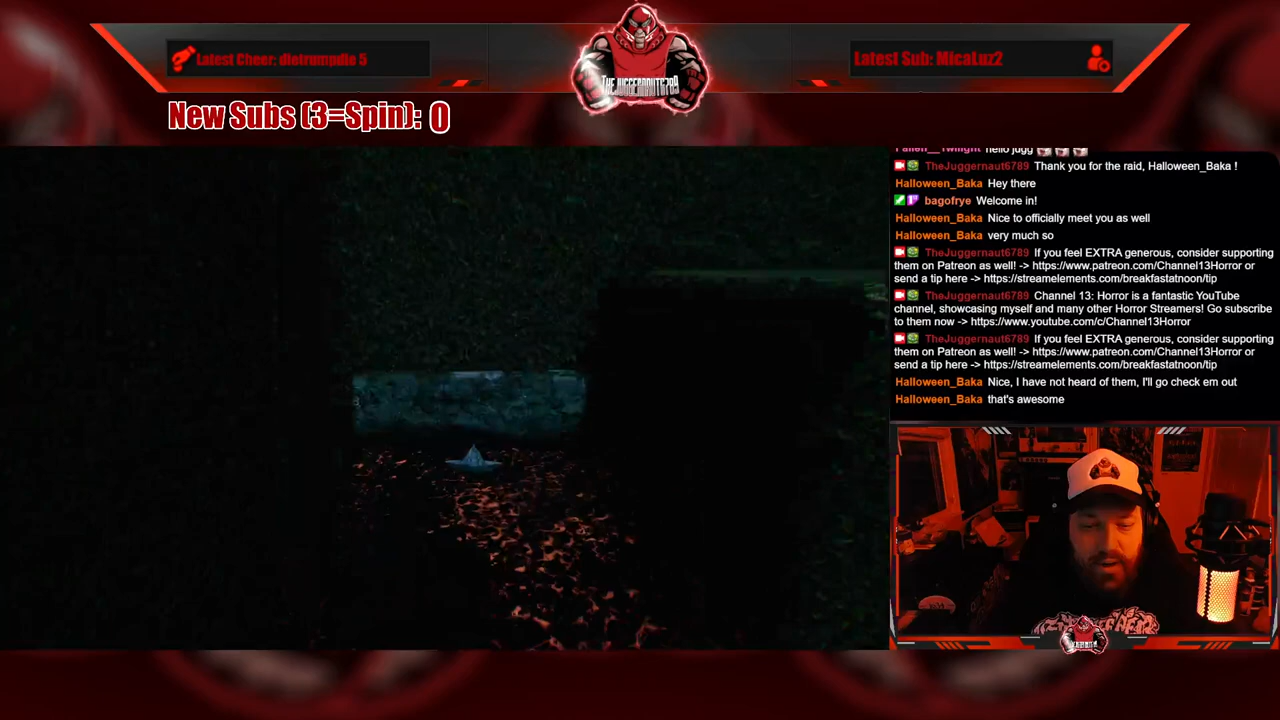 Latest Cheer: dietrumpdie 5
THEJUGGERNAUT6789
Latest Sub: MicaLuz2
New Subs (3=Spin): 0
Fallen__Twilight hello jugg
TheJuggernaut6789 Thank you for the raid, Halloween_Baka !
Halloween_Baka Hey there
bagofrye Welcome in!
Halloween_Baka Nice to officially meet you as well
Halloween_Baka very much so
TheJuggernaut6789 If you feel EXTRA generous, consider supporting
them on Patreon as well! -> https://www.patreon.com/Channel13Horror or
send a tip here -> https://streamelements.com/breakfastatnoon/tip
TheJuggernaut6789 Channel 13: Horror is a fantastic YouTube
channel, showcasing myself and many other Horror Streamers! Go subscribe
to them now -> https://www.youtube.com/c/Channel13Horror
TheJuggernaut6789 If you feel EXTRA generous, consider supporting
them on Patreon as well! -> https://www.patreon.com/Channel13Horror or
send a tip here -> https://streamelements.com/breakfastatnoon/tip
Halloween_Baka Nice, I have not heard of them, I'll go check em out
Halloween_Baka that's awesome